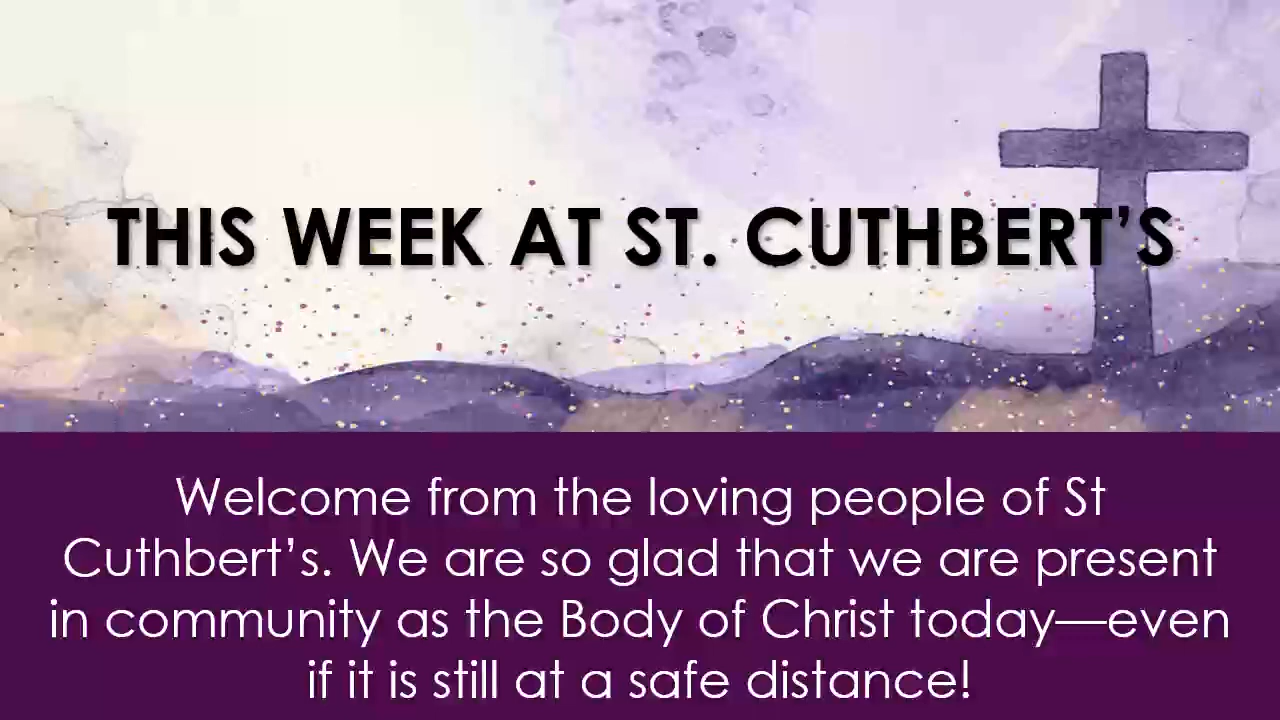 THIS WEEK AT ST. CUTHBERT’S
Welcome from the loving people of St
Cuthbert’s. We are so glad that we are present
in community as the Body of Christ today—even
if it is still at a safe distance!